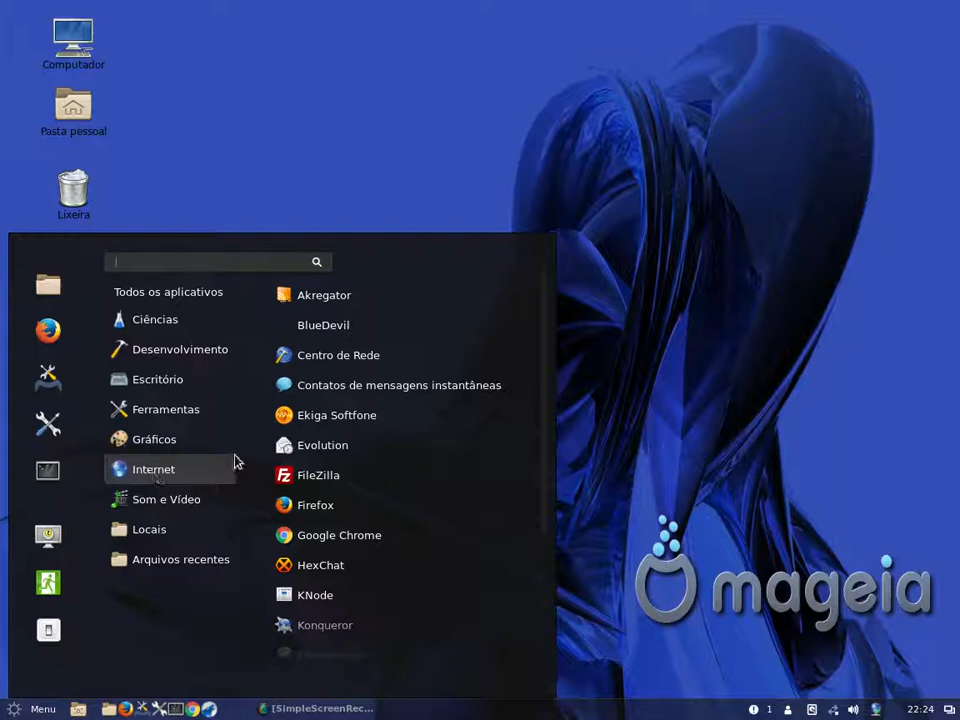 Computador
Pasta pessoal
Lixeira
Todos os aplicativos
Ciências
Desenvolvimento
Escritório
Ferramentas
Gráficos
Internet
Som e Vídeo
Locais
Arquivos recentes
Akregator
BlueDevil
Centro de Rede
Contatos de mensagens instantâneas
Ekiga Softfone
Evolution
FileZilla
Firefox
Google Chrome
HexChat
KNode
Konqueror
mageia
Menu
[SimpleScreenRec...
1
22:24